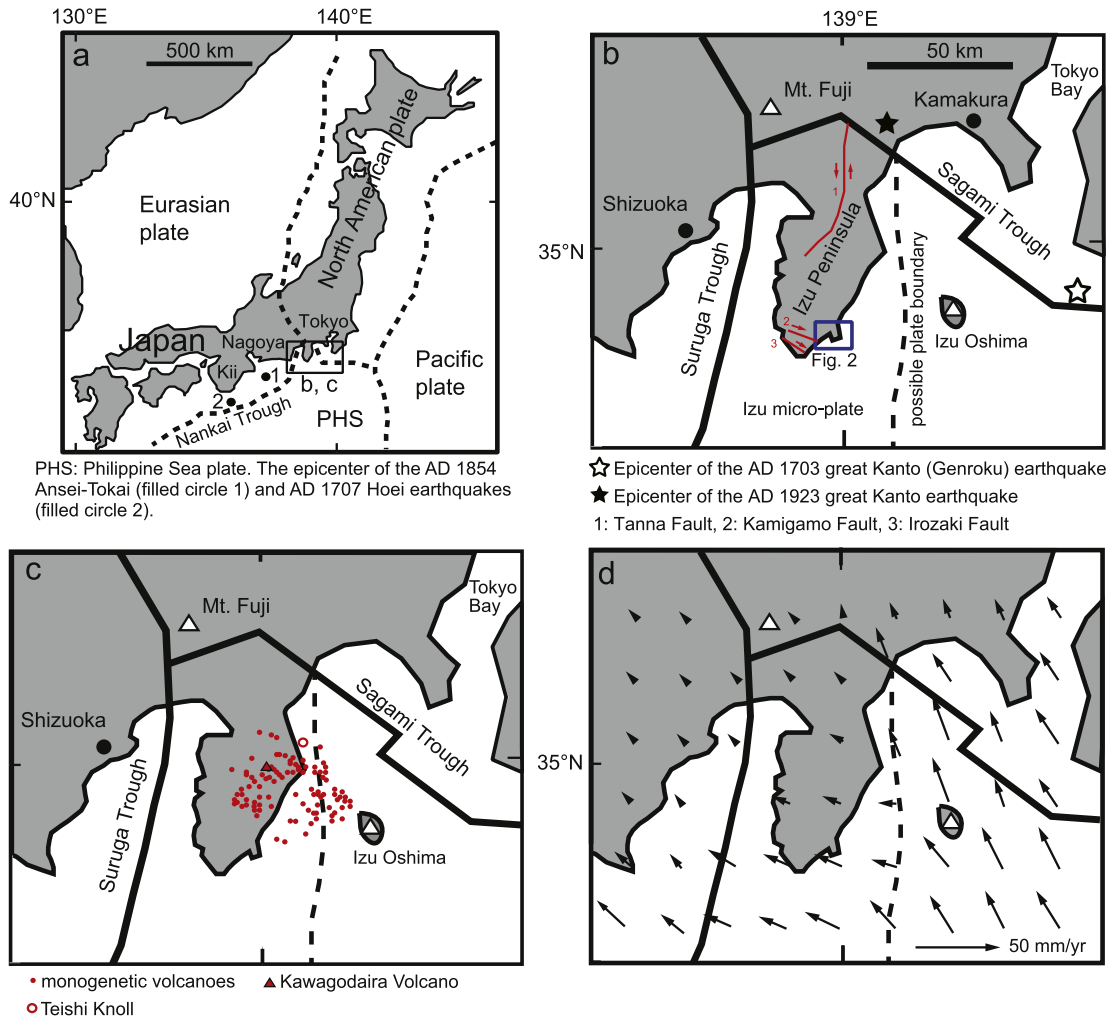 130°E
140°E
a
500 km
40°N
Eurasian
plate
North American plate
Japan
Nagoya
Tokyo
Kii
1
2
b, c
Nankai Trough
PHS
Pacific
plate
PHS: Philippine Sea plate. The epicenter of the AD 1854
Ansei-Tokai (filled circle 1) and AD 1707 Hoei earthquakes
(filled circle 2).
139°E
b
50 km
Tokyo
Bay
Mt. Fuji
Kamakura
1
Shizuoka
Sagami Trough
35°N
Izu Peninsula
Suruga Trough
possible plate boundary
2
3
Fig. 2
Izu Oshima
Izu micro-plate
Epicenter of the AD 1703 great Kanto (Genroku) earthquake
Epicenter of the AD 1923 great Kanto earthquake
1: Tanna Fault, 2: Kamigamo Fault, 3: Irozaki Fault
c
Tokyo
Bay
Mt. Fuji
Shizuoka
Sagami Trough
Suruga Trough
Izu Oshima
monogenetic volcanoes
Kawagodaira Volcano
Teishi Knoll
d
35°N
50 mm/yr